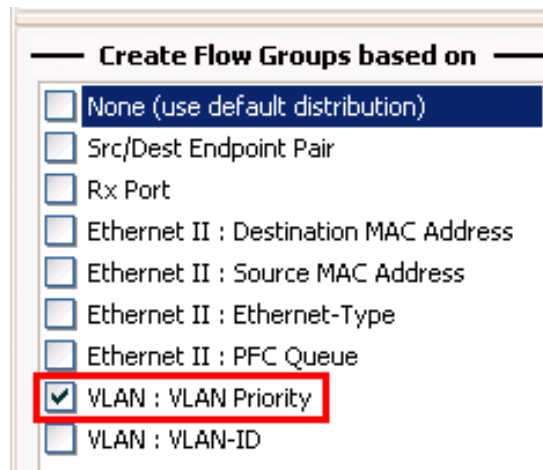 Create Flow Groups based on
None (use default distribution)
Src/Dest Endpoint Pair
Rx Port
Ethernet II : Destination MAC Address
Ethernet II : Source MAC Address
Ethernet II : Ethernet-Type
Ethernet II : PFC Queue
VLAN : VLAN Priority
VLAN : VLAN-ID